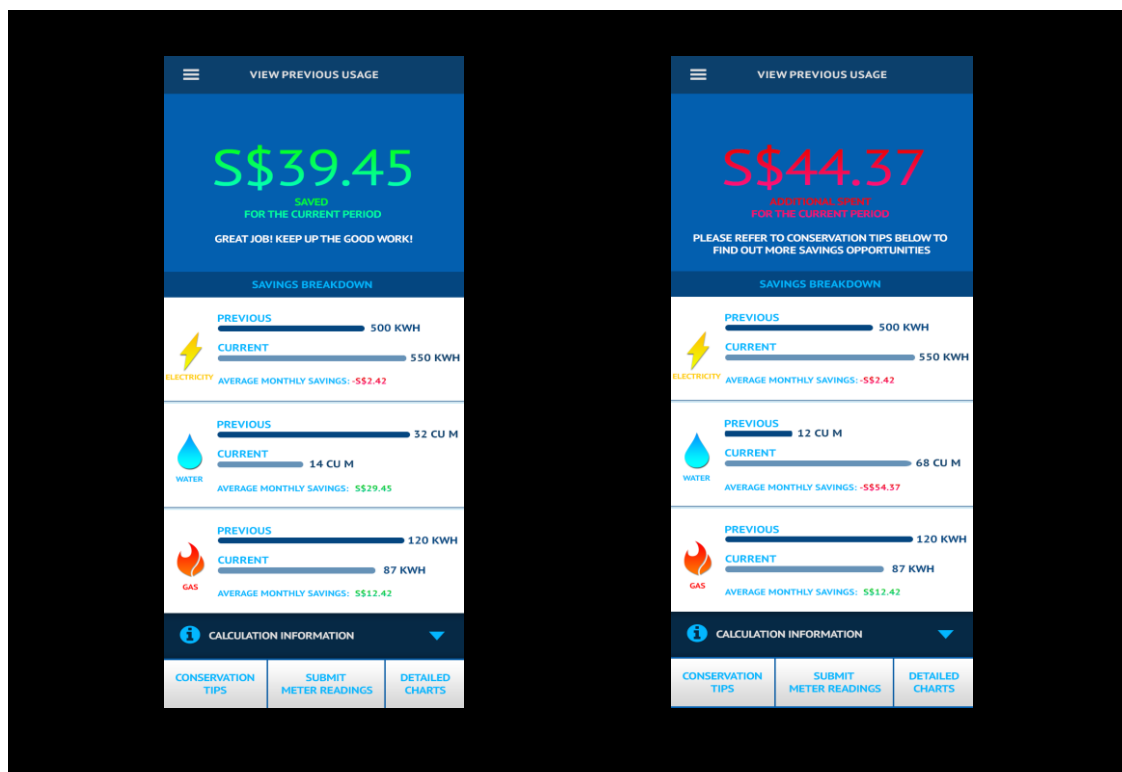 VIEW PREVIOUS USAGE
S$39.45
SAVED
FOR THE CURRENT PERIOD
GREAT JOB! KEEP UP THE GOOD WORK!
SAVINGS BREAKDOWN
PREVIOUS
500 KWH
CURRENT
550 KWH
ELECTRICITY
AVERAGE MONTHLY SAVINGS: -S$2.42
PREVIOUS
32 CU M
CURRENT
14 CU M
WATER
AVERAGE MONTHLY SAVINGS: S$29.45
PREVIOUS
120 KWH
CURRENT
87 KWH
GAS
AVERAGE MONTHLY SAVINGS: S$12.42
CALCULATION INFORMATION
CONSERVATION
TIPS
SUBMIT
METER READINGS
DETAILED
CHARTS
VIEW PREVIOUS USAGE
S$44.37
ADDITIONAL SPENT
FOR THE CURRENT PERIOD
PLEASE REFER TO CONSERVATION TIPS BELOW TO
FIND OUT MORE SAVINGS OPPORTUNITIES
SAVINGS BREAKDOWN
PREVIOUS
500 KWH
CURRENT
550 KWH
ELECTRICITY
AVERAGE MONTHLY SAVINGS: -S$2.42
PREVIOUS
12 CU M
CURRENT
68 CU M
WATER
AVERAGE MONTHLY SAVINGS: -S$54.37
PREVIOUS
120 KWH
CURRENT
87 KWH
GAS
AVERAGE MONTHLY SAVINGS: S$12.42
CALCULATION INFORMATION
CONSERVATION
TIPS
SUBMIT
METER READINGS
DETAILED
CHARTS